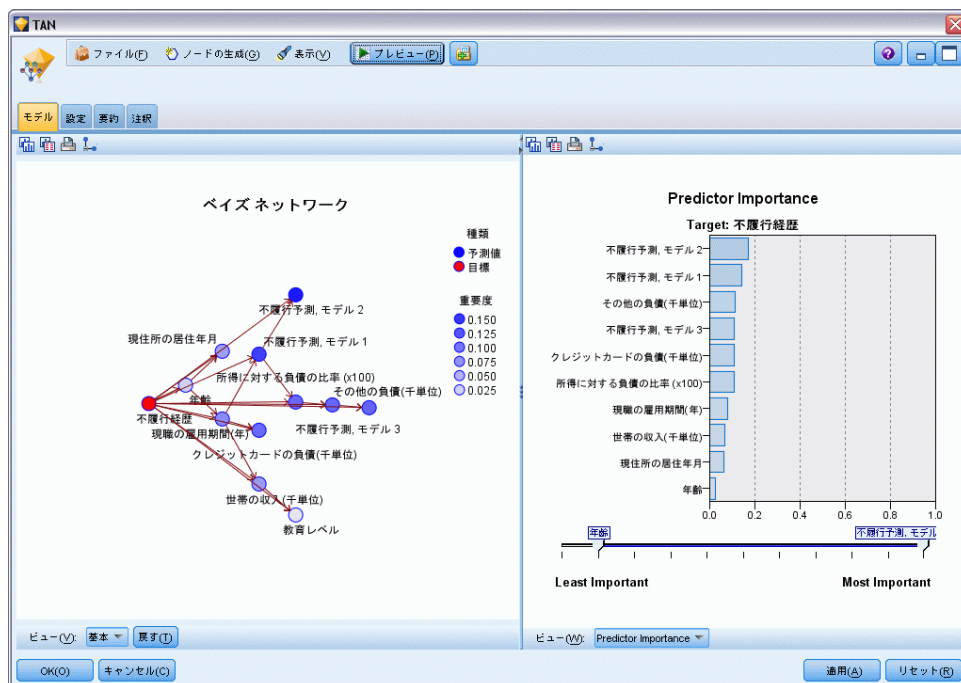 TAN
ファイル(F) ノードの生成(G) 表示(V) プレビュー(P)
モデル 設定 要約 注釈
ベイズ ネットワーク
種類
予測値
目標
重要度
0.150
0.125
0.100
0.075
0.050
0.025
不履行予測, モデル 2
現住所の居住年月
不履行予測, モデル 1
所得に対する負債の比率 (x100)
年齢
その他の負債(千単位)
不履行経歴
現職の雇用期間(年)
不履行予測, モデル 3
クレジットカードの負債(千単位)
世帯の収入(千単位)
教育レベル
ビュー(V): 基本 戻す(T)
Predictor Importance
Target: 不履行経歴
不履行予測, モデル 2
不履行予測, モデル 1
その他の負債(千単位)
不履行予測, モデル 3
クレジットカードの負債(千単位)
所得に対する負債の比率 (x100)
現職の雇用期間(年)
世帯の収入(千単位)
現住所の居住年月
年齢
0.0 0.2 0.4 0.6 0.8 1.0
年齢 不履行予測, モデル
Least Important Most Important
ビュー(W): Predictor Importance
OK(O) キャンセル(C) 適用(A) リセット(R)